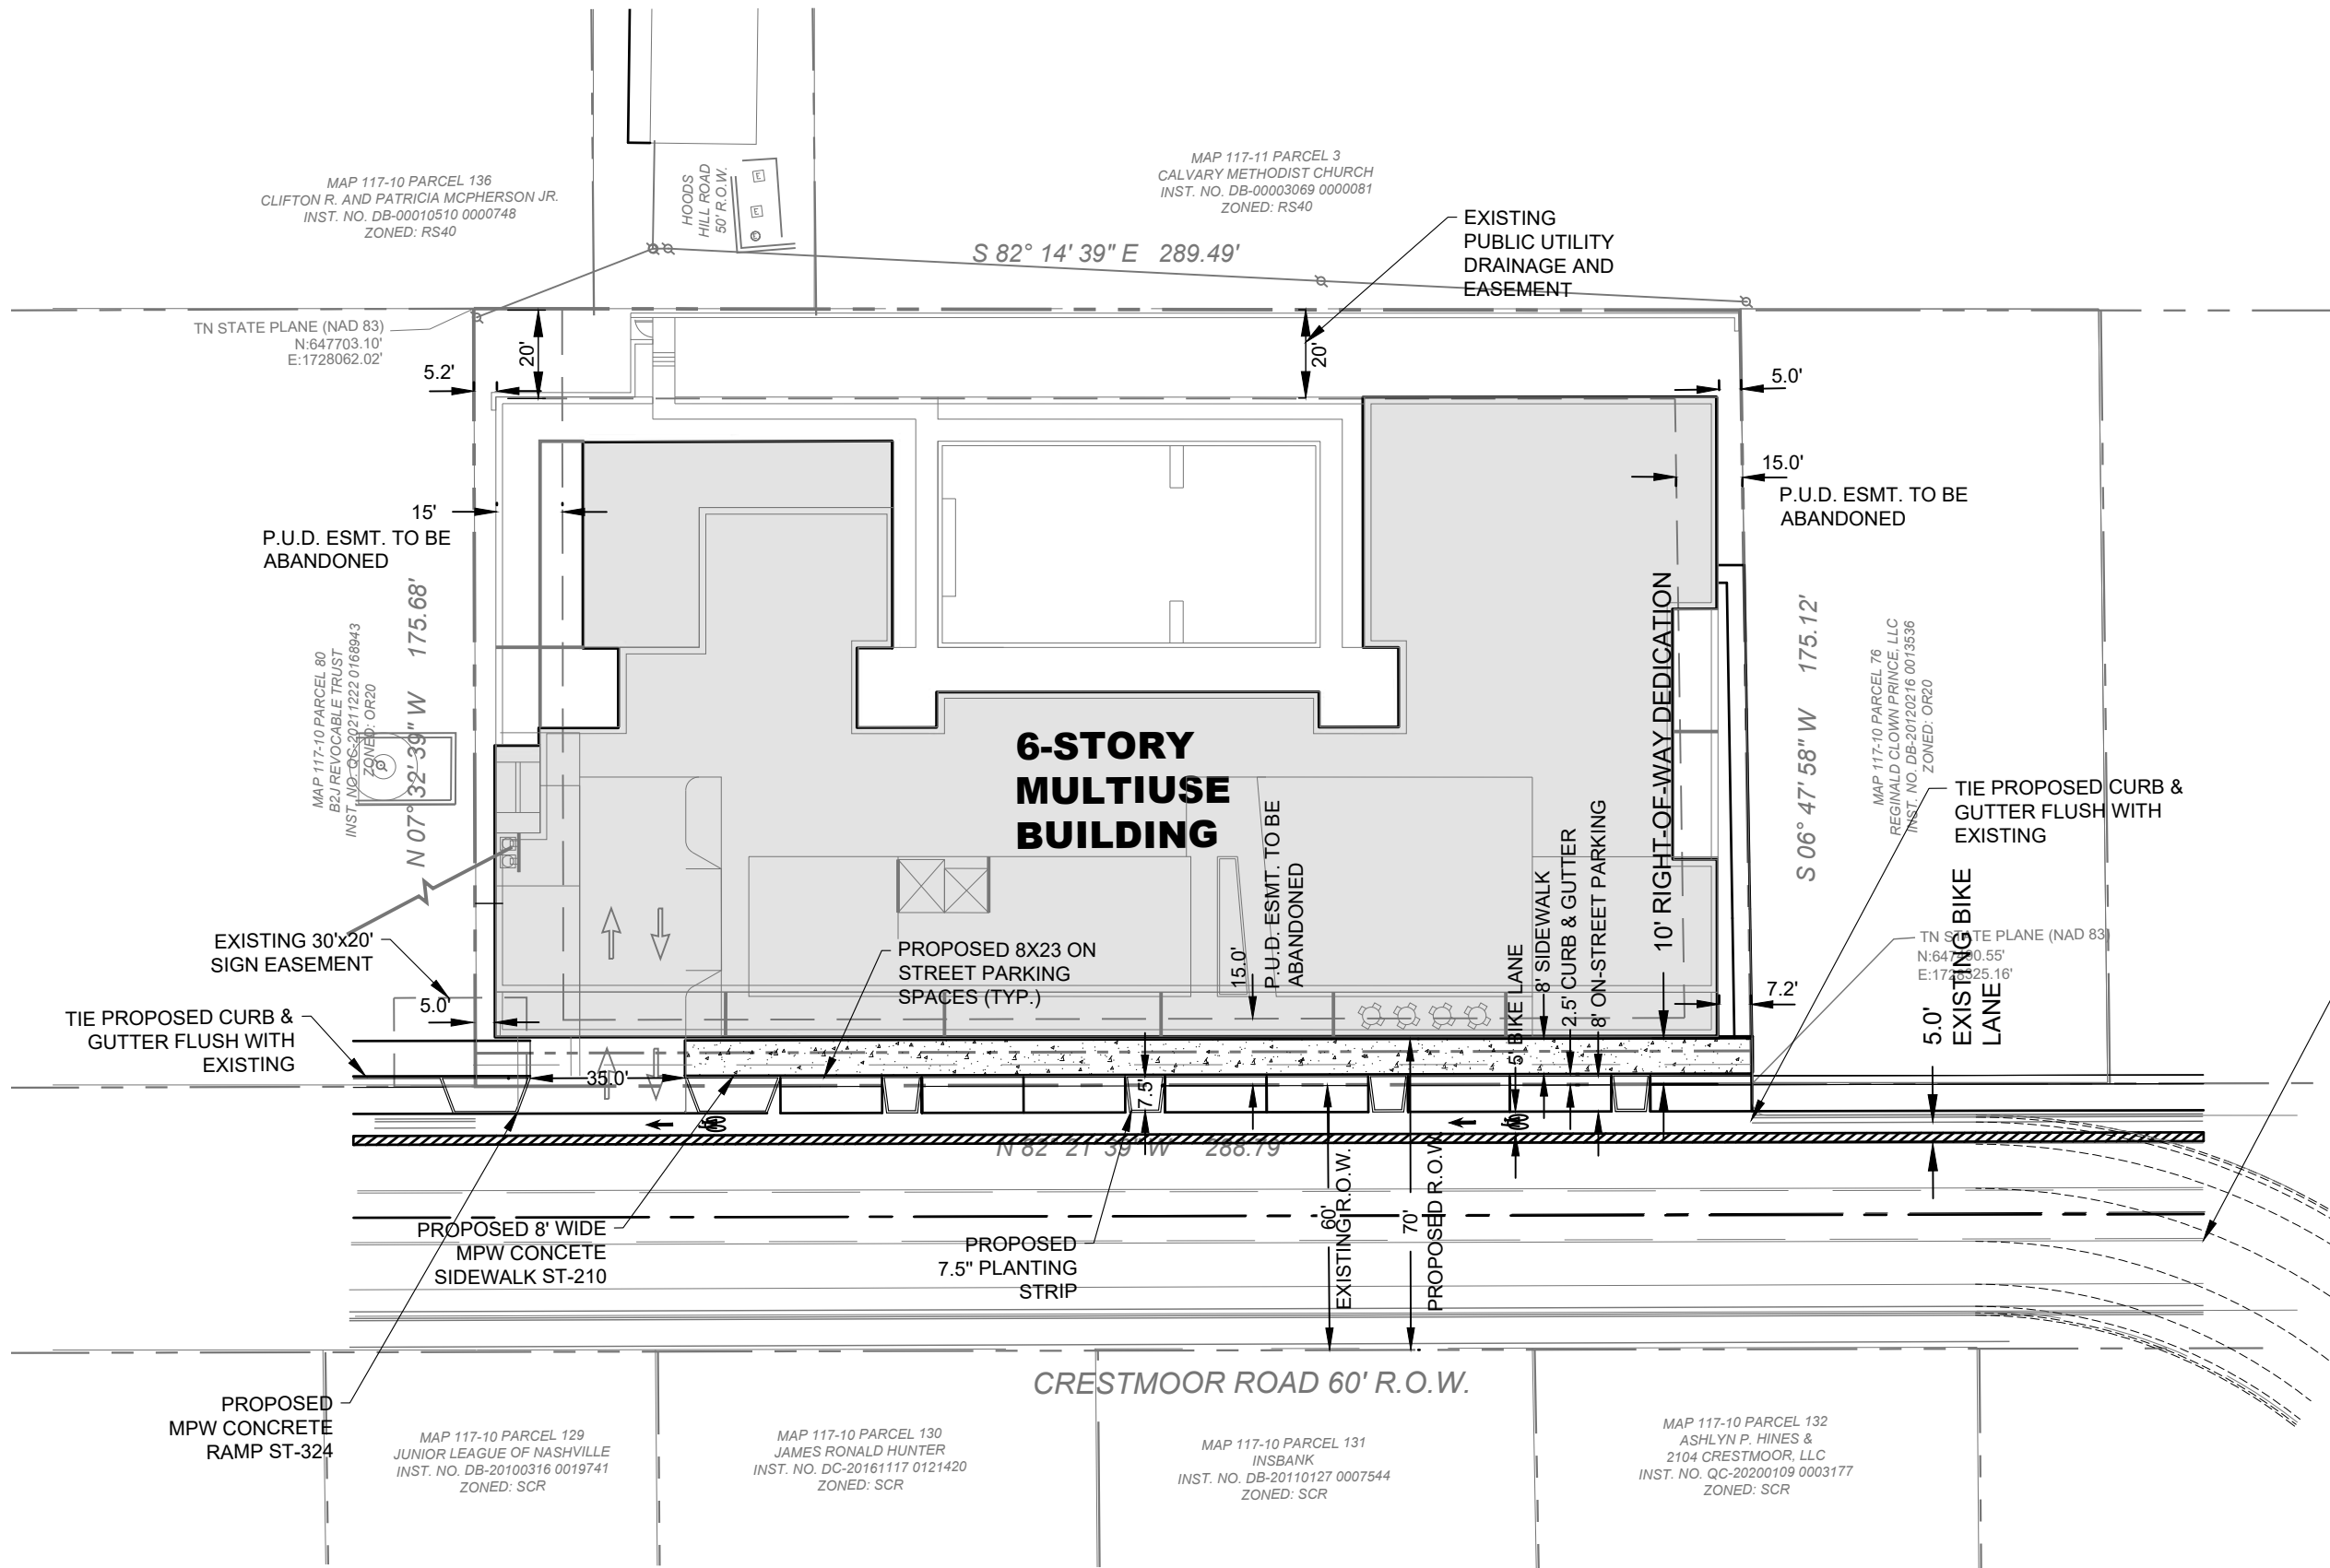 MAP 117-10 PARCEL 136
CLIFTON R. AND PATRICIA MCPHERSON JR.
INST. NO. DB-00010510 0000748
ZONED: RS40
HOODS
HILL ROAD
50' R.O.W.
E
E
E
MAP 117-11 PARCEL 3
CALVARY METHODIST CHURCH
INST. NO. DB-00003069 0000081
ZONED: RS40
S 82° 14' 39" E 289.49'
EXISTING
PUBLIC UTILITY
DRAINAGE AND
EASEMENT
TN STATE PLANE (NAD 83)
N:647703.10'
E:1728062.02'
5.2'
20'
20'
5.0'
15'
P.U.D. ESMT. TO BE
ABANDONED
15.0'
P.U.D. ESMT. TO BE
ABANDONED
N 07° 32' 39" W 175.68'
MAP 117-10 PARCEL 80
B2J REVOCABLE TRUST
INST. NO. QC-20211222 0168943
ZONED: OR20
S 06° 47' 58" W 175.12'
MAP 117-10 PARCEL 76
REGINALD CLOWN PRINCE, LLC
INST. NO. DB-20120216 0013536
ZONED: OR20
6-STORY
MULTIUSE
BUILDING
TIE PROPOSED CURB &
GUTTER FLUSH WITH
EXISTING
5.0'
EXISTING BIKE
LANE
TN STATE PLANE (NAD 83)
E:1728325.16'
EXISTING 30'x20'
SIGN EASEMENT
5.0'
TIE PROPOSED CURB &
GUTTER FLUSH WITH
EXISTING
PROPOSED 8X23 ON
STREET PARKING
SPACES (TYP.)
15.0'
P.U.D. ESMT. TO BE
ABANDONED
5' BIKE LANE
8' SIDEWALK
2.5' CURB & GUTTER
8' ON-STREET PARKING
10' RIGHT-OF-WAY DEDICATION
7.2'
35.0'
7.5'
N 82° 21' 39" W 288.79
PROPOSED 8' WIDE
MPW CONCETE
SIDEWALK ST-210
PROPOSED
7.5" PLANTING
STRIP
60'
EXISTING R.O.W.
70'
PROPOSED R.O.W.
CRESTMOOR ROAD 60' R.O.W.
PROPOSED
MPW CONCRETE
RAMP ST-324
MAP 117-10 PARCEL 129
JUNIOR LEAGUE OF NASHVILLE
INST. NO. DB-20100316 0019741
ZONED: SCR
MAP 117-10 PARCEL 130
JAMES RONALD HUNTER
INST. NO. DC-20161117 0121420
ZONED: SCR
MAP 117-10 PARCEL 131
INSBANK
INST. NO. DB-20110127 0007544
ZONED: SCR
MAP 117-10 PARCEL 132
ASHLYN P. HINES &
2104 CRESTMOOR, LLC
INST. NO. QC-20200109 0003177
ZONED: SCR